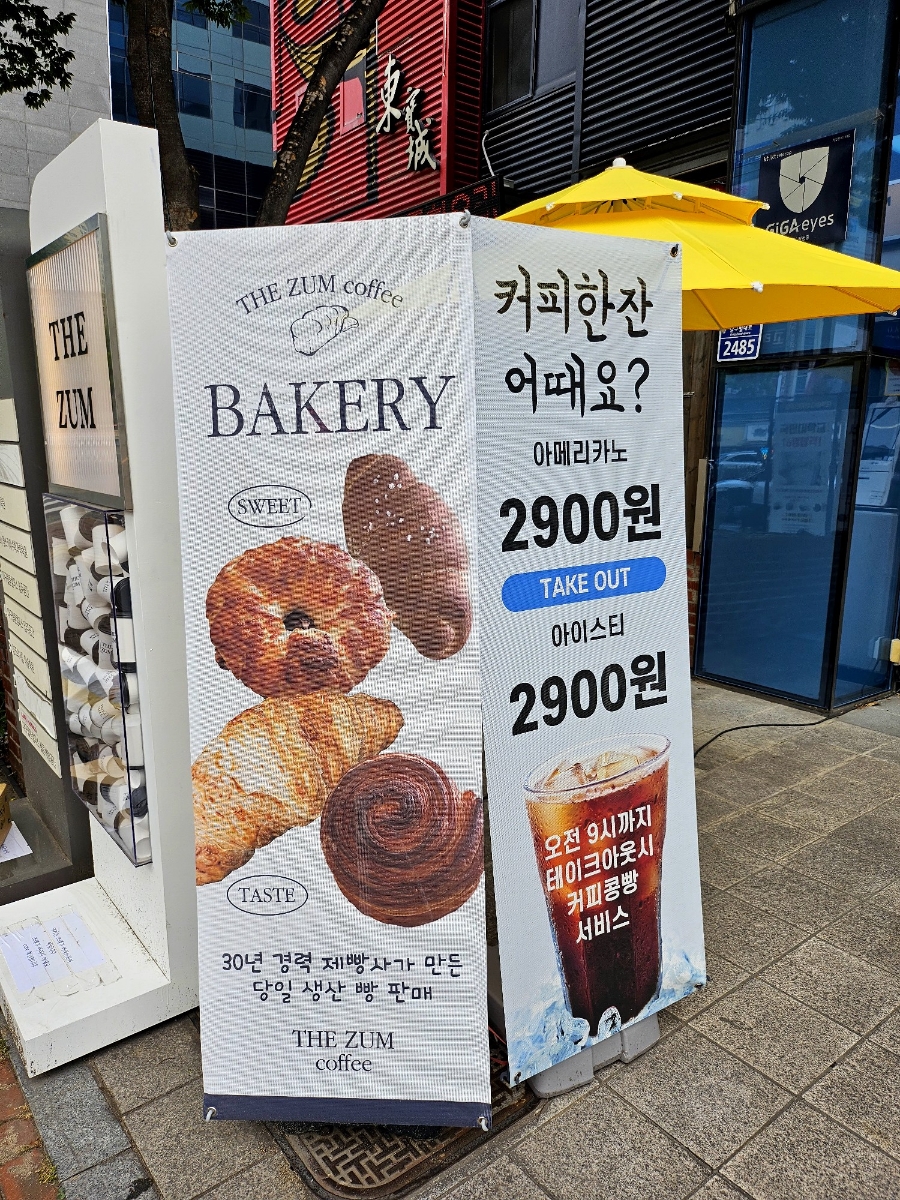 東寶城
GiGA eyes
2485
THE
ZUM
THE ZUM coffee
BAKERY
SWEET
TASTE
30년 경력 제빵사가 만든
당일 생산 빵 판매
THE ZUM
coffee
커피한잔
어때요?
아메리카노
2900원
TAKE OUT
아이스티
2900원
오전 9시까지
테이크아웃시
커피콩빵
서비스